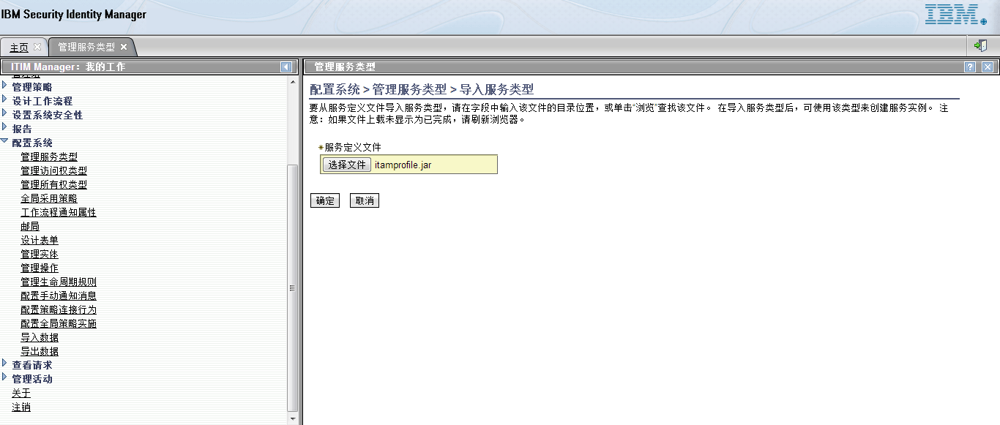 IBM Security Identity Manager
IBM
主页
管理服务类型
ITIM Manager：我的工作
管理策略
设计工作流程
设置系统安全性
报告
配置系统
管理服务类型
管理访问权类型
管理所有权类型
全局采用策略
工作流程通知属性
邮局
设计表单
管理实体
管理操作
管理生命周期规则
配置手动通知消息
配置策略连接行为
配置全局策略实施
导入数据
导出数据
查看请求
管理活动
关于
注销
管理服务类型
?
配置系统 > 管理服务类型 > 导入服务类型
要从服务定义文件导入服务类型，请在字段中输入该文件的目录位置，或单击“浏览”查找该文件。 在导入服务类型后，可使用该类型来创建服务实例。 注
意：如果文件上载未显示为已完成，请刷新浏览器。
*服务定义文件
选择文件 itamprofile.jar
确定 取消